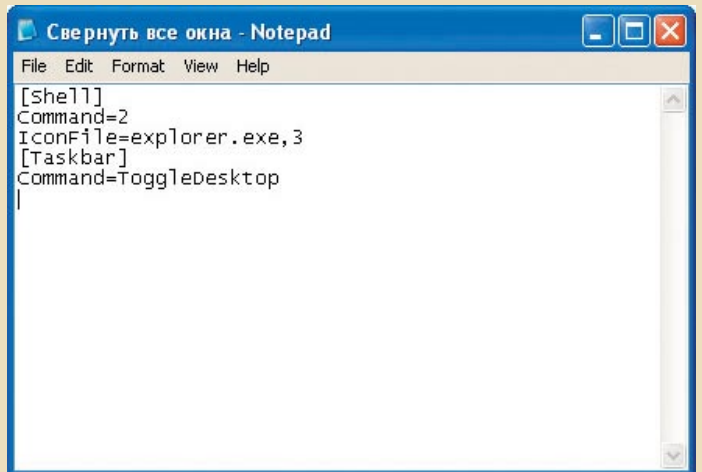 Свернуть все окна - Notepad
File Edit Format View Help
[Shell]
Command=2
IconFile=explorer.exe,3
[Taskbar]
Command=ToggleDesktop